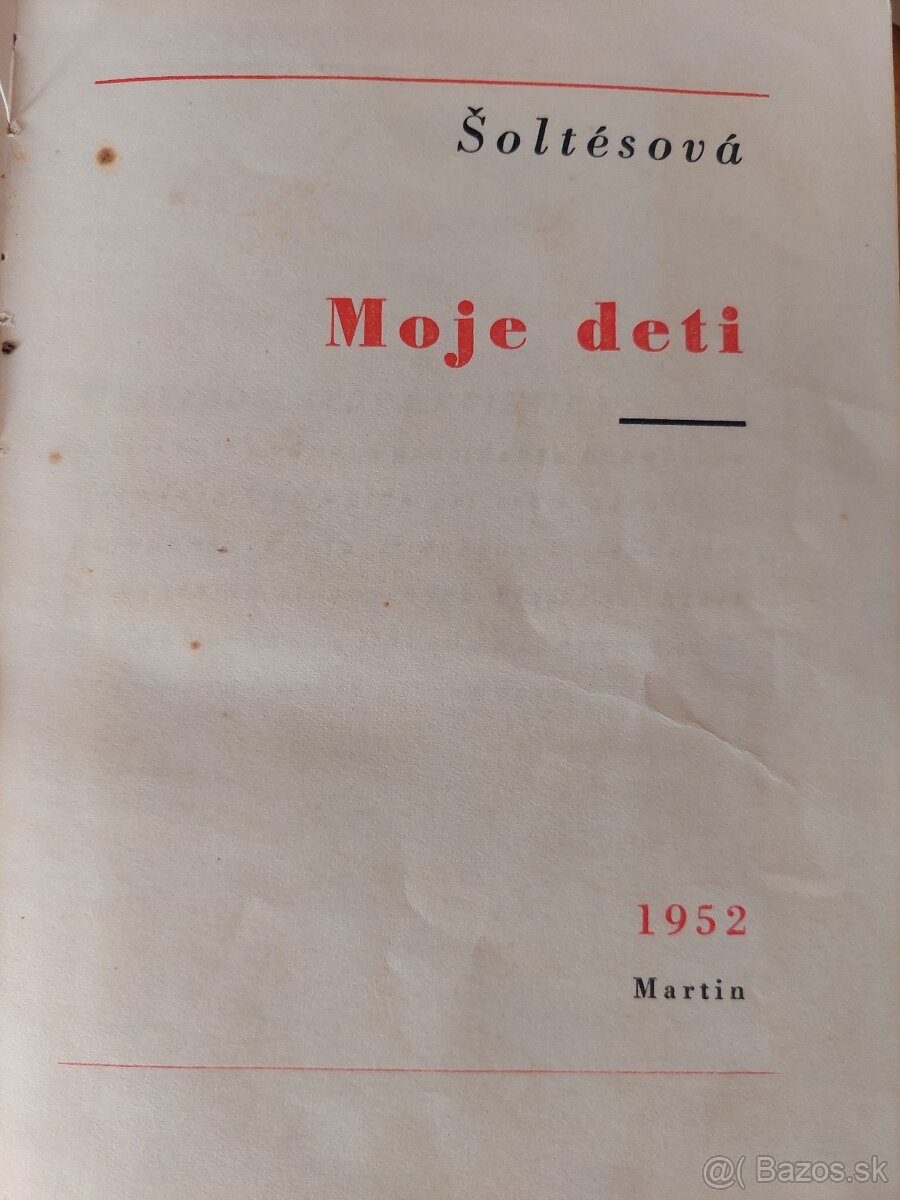 Šoltésová
Moje deti
1952
Martin
@( Bazos.sk